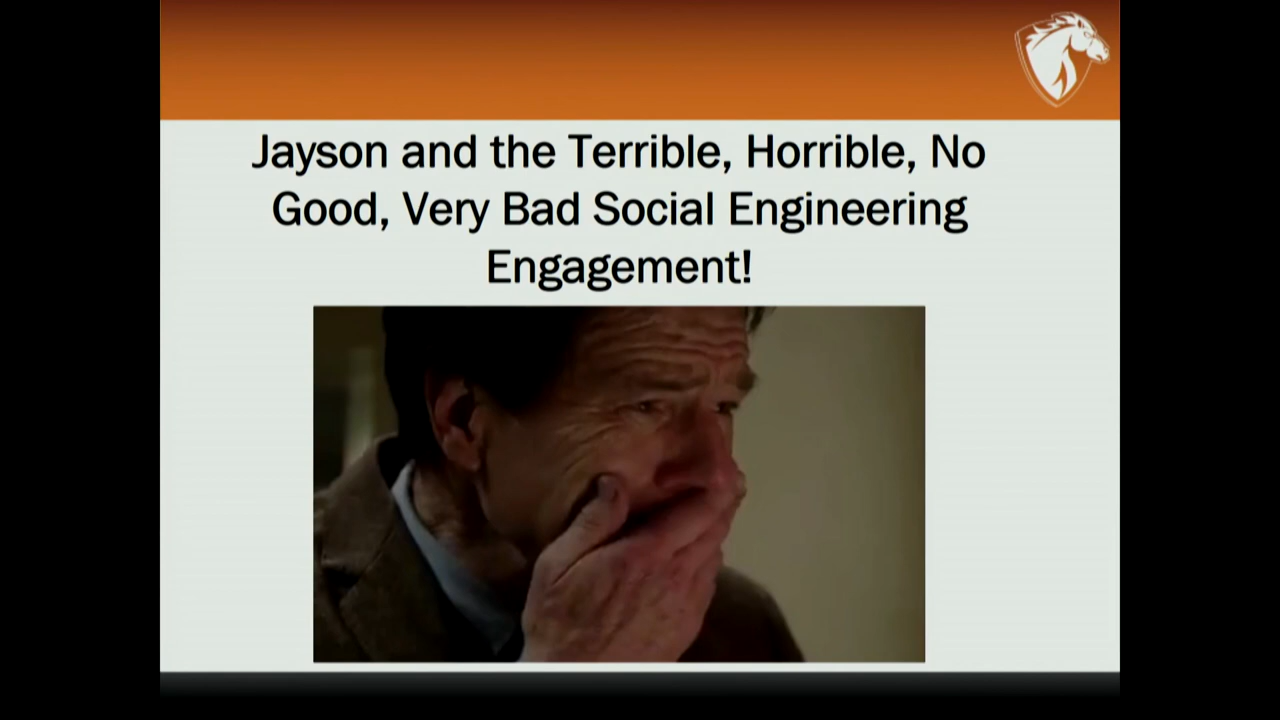 Jayson and the Terrible, Horrible, No
Good, Very Bad Social Engineering
Engagement!